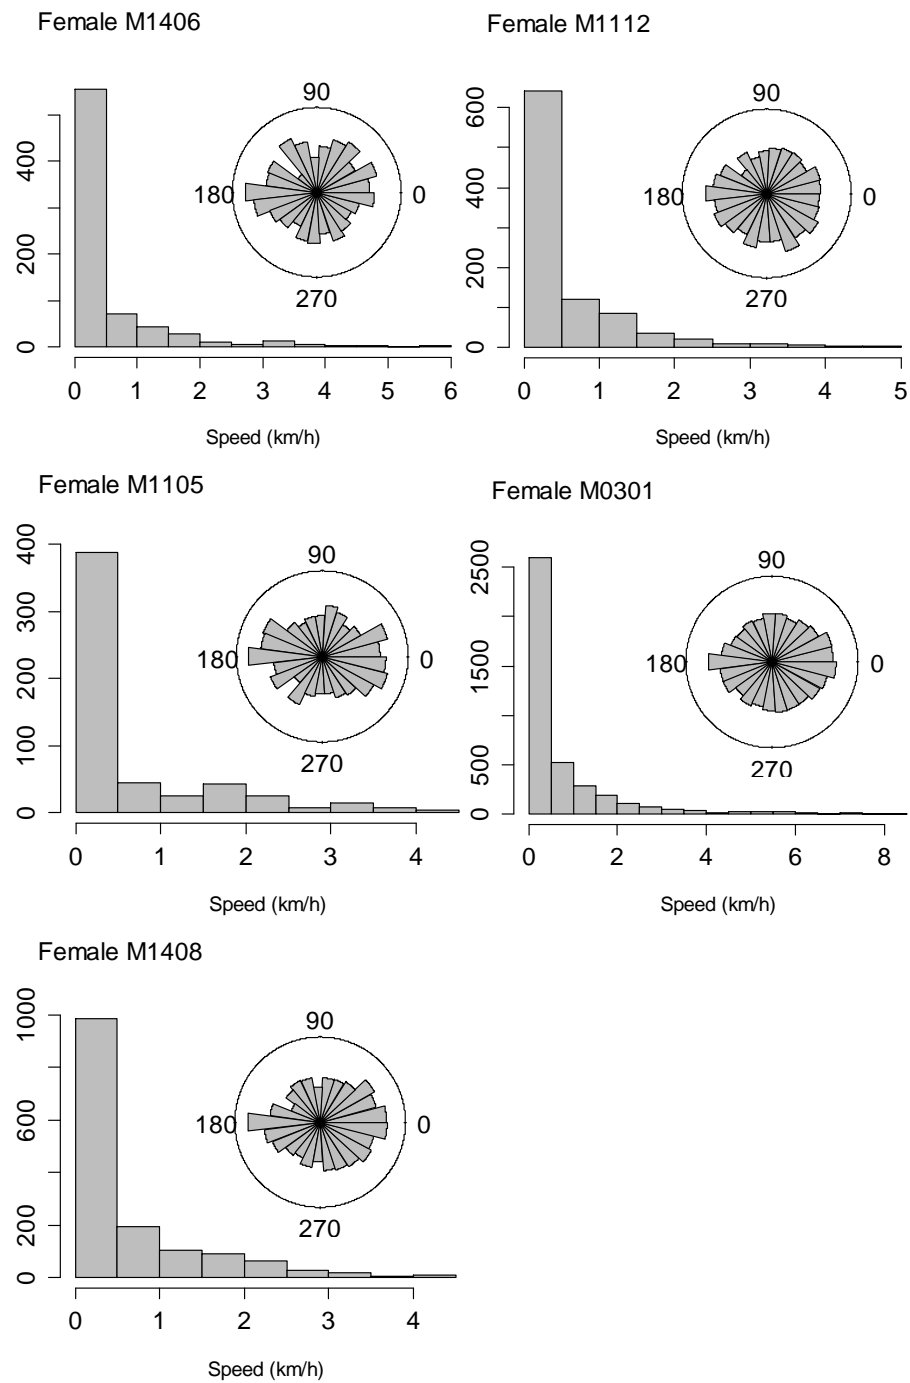 Female M1406
90
180
0
270
400
200
0
0 1 2 3 4 5 6
Speed (km/h)
Female M1112
90
180
0
270
600
400
200
0
0 1 2 3 4 5
Speed (km/h)
Female M1105
90
180
0
270
400
300
200
100
0
0 1 2 3 4
Speed (km/h)
Female M0301
90
180
0
270
2500
1500
500
0
0 2 4 6 8
Speed (km/h)
Female M1408
90
180
0
270
1000
600
200
0
0 1 2 3 4
Speed (km/h)